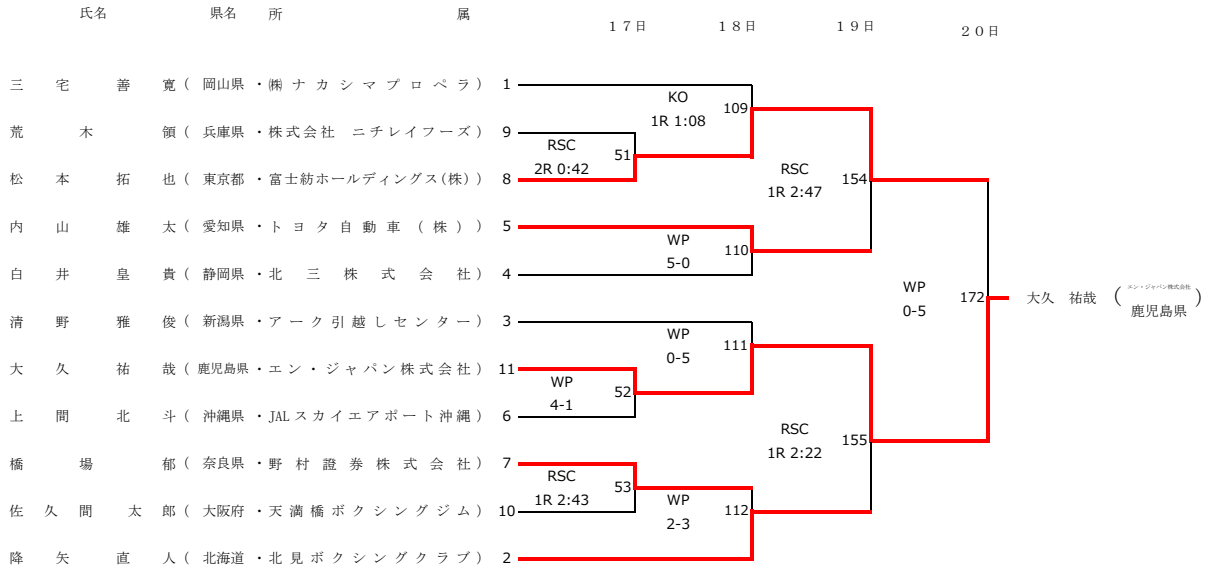 氏名 県名 所 属
17日 18日 19日 20日
三宅善寛 ( 岡山県 ・ ㈱ナカシマプロペラ ) 1
KO 109
1R 1:08
荒木領 ( 兵庫県 ・ 株式会社 ニチレイフーズ ) 9
RSC 51
2R 0:42
松本拓也 ( 東京都 ・ 富士紡ホールディングス(株) ) 8
RSC 154
1R 2:47
内山雄太 ( 愛知県 ・ トヨタ自動車(株) ) 5
WP 110
5-0
白井皇貴 ( 静岡県 ・ 北三株式会社 ) 4
WP 172
0-5
大久 祐哉 ( エン・ジャパン株式会社 )
鹿児島県
清野雅俊 ( 新潟県 ・ アーク引越しセンター ) 3
WP 111
0-5
大久祐哉 ( 鹿児島県 ・ エン・ジャパン株式会社 ) 11
WP 52
4-1
上間北斗 ( 沖縄県 ・ JALスカイエアポート沖縄 ) 6
RSC 155
1R 2:22
橋場郁 ( 奈良県 ・ 野村證券株式会社 ) 7
RSC 53
1R 2:43
WP 112
2-3
佐久間太郎 ( 大阪府 ・ 天満橋ボクシングジム ) 10
降矢直人 ( 北海道 ・ 北見ボクシングクラブ ) 2